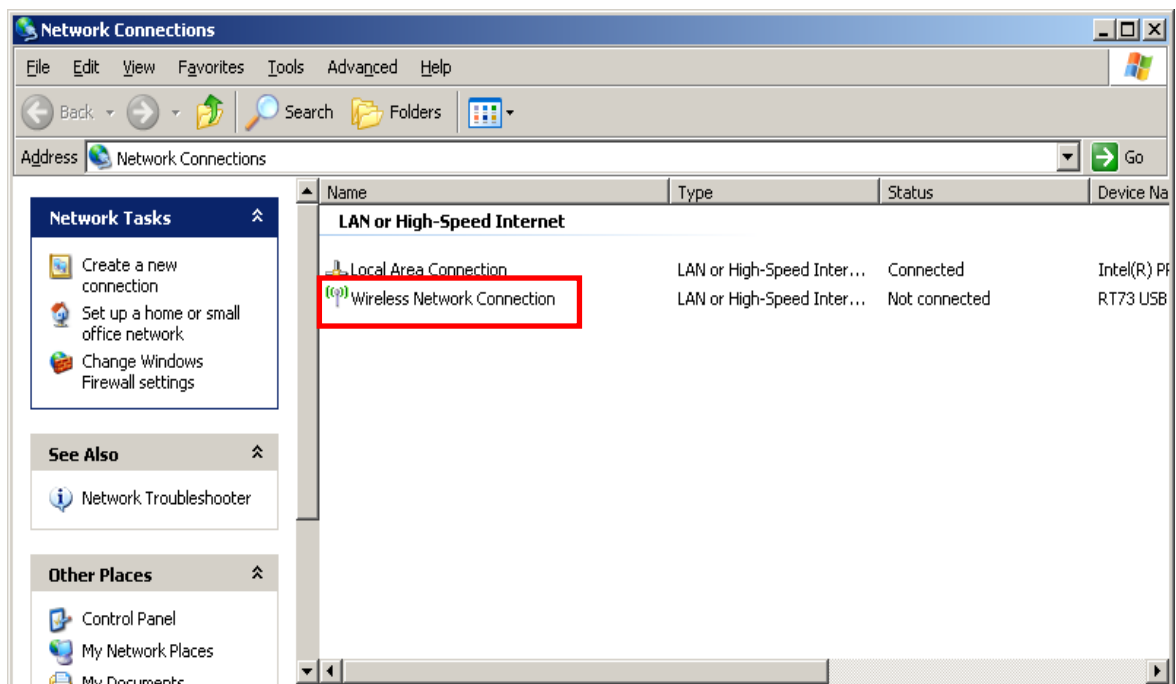 Network Connections
File Edit View Favorites Tools Advanced Help
Back Search Folders
Address Network Connections Go
Network Tasks
Create a new
connection
Set up a home or small
office network
Change Windows
Firewall settings
See Also
Network Troubleshooter
Other Places
Control Panel
My Network Places
My Documents
Name Type Status Device Na
LAN or High-Speed Internet
Local Area Connection LAN or High-Speed Inter... Connected Intel(R)
Wireless Network Connection LAN or High-Speed Inter... Not connected RT73 USB